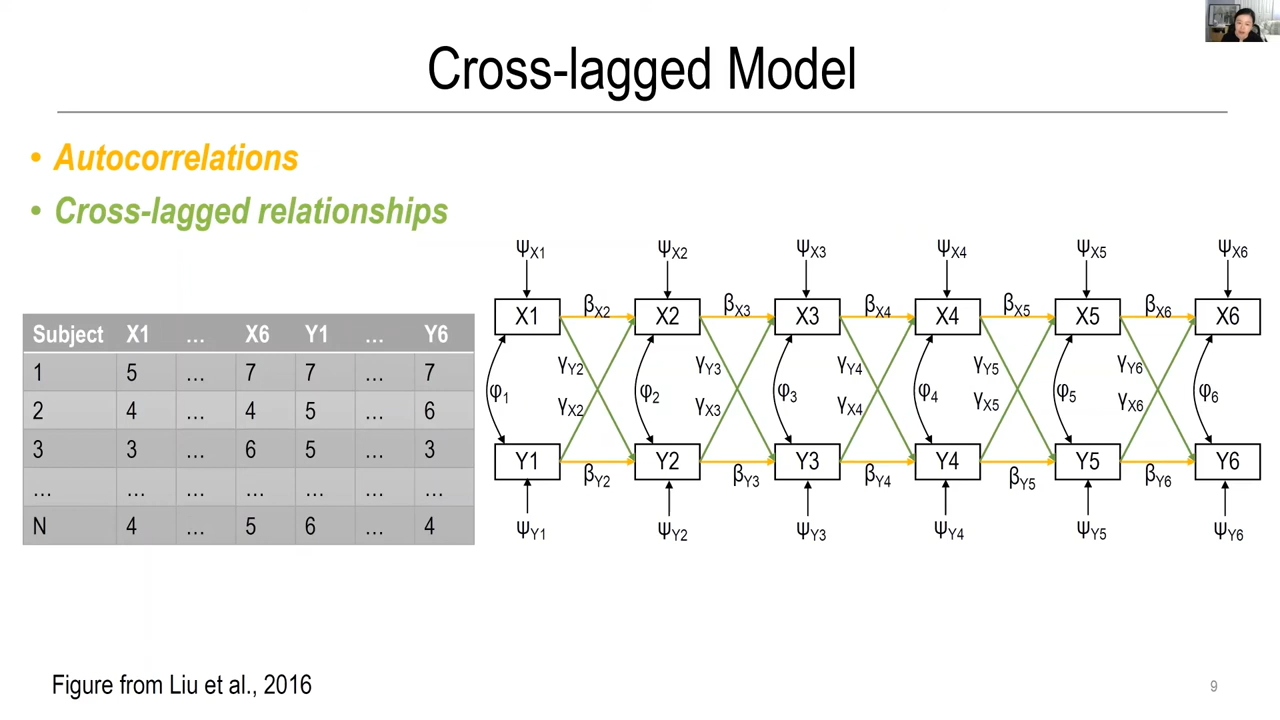 Cross-lagged Model
• Autocorrelations
• Cross-lagged relationships
Subject X1 … X6 Y1 … Y6
1 5 … 7 7 … 7
2 4 … 4 5 … 6
3 3 … 6 5 … 3
… … … … … … …
N 4 … 5 6 … 4
ψX1 ψX2 ψX3 ψX4 ψX5 ψX6
βX2 βX3 βX4 βX5 βX6
X1 X2 X3 X4 X5 X6
γY2 γY3 γY4 γY5 γY6
φ1 φ2 φ3 φ4 φ5 φ6
γX2 γX3 γX4 γX5 γX6
Y1 Y2 Y3 Y4 Y5 Y6
βY2 βY3 βY4 βY5 βY6
ψY1 ψY2 ψY3 ψY4 ψY5 ψY6
Figure from Liu et al., 2016
9